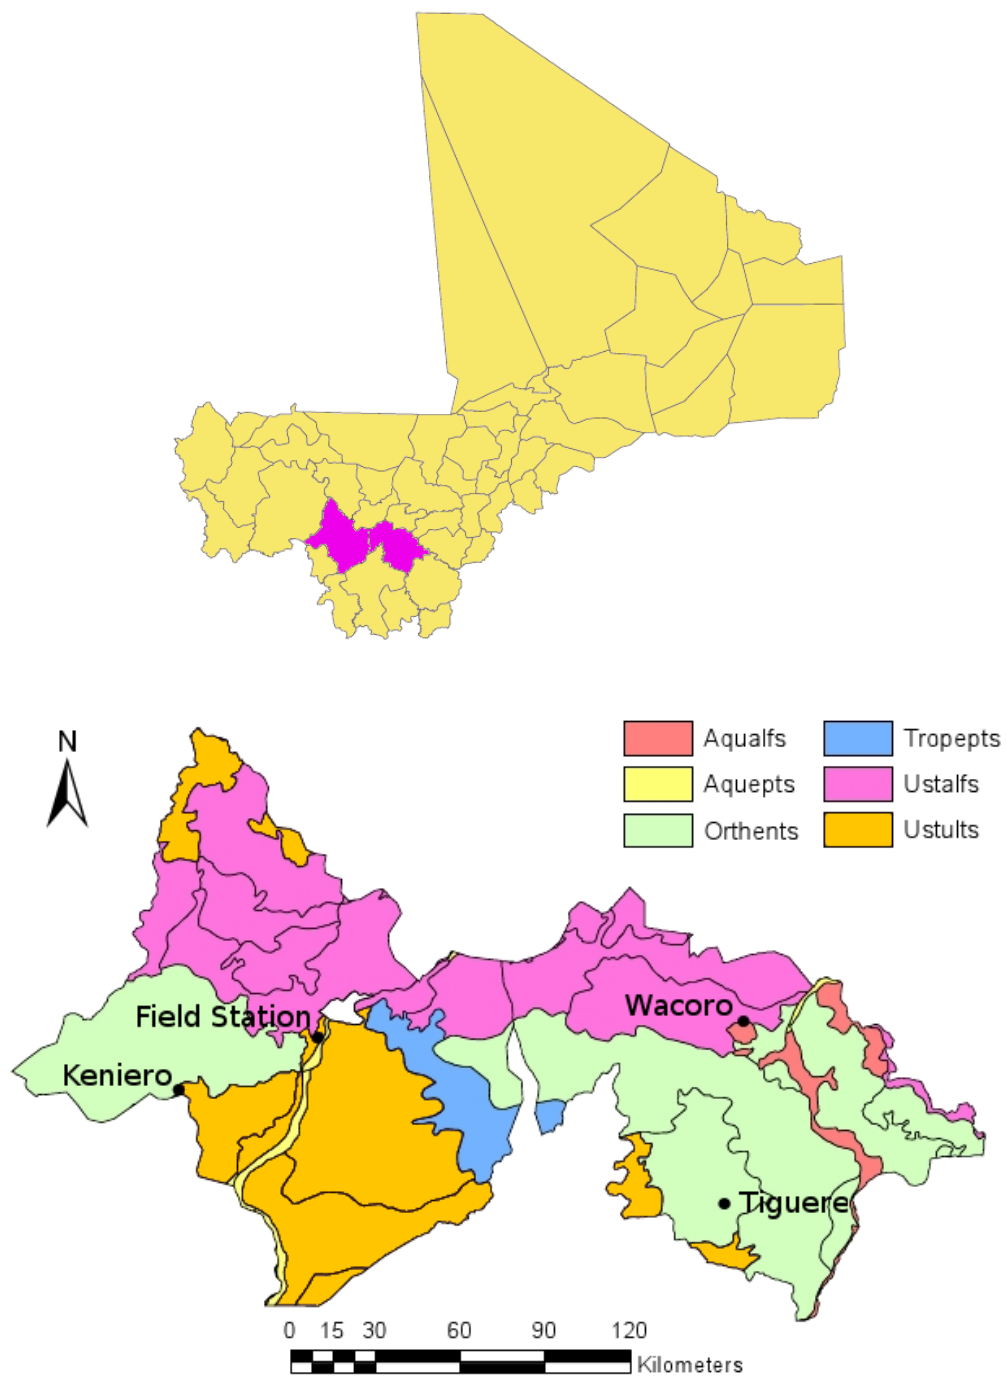 N
Aqualfs Tropepts
Aquepts Ustalfs
Orthents Ustults
Wacoro
Field Station
Keniero
Tiguere
0 15 30 60 90 120
Kilometers